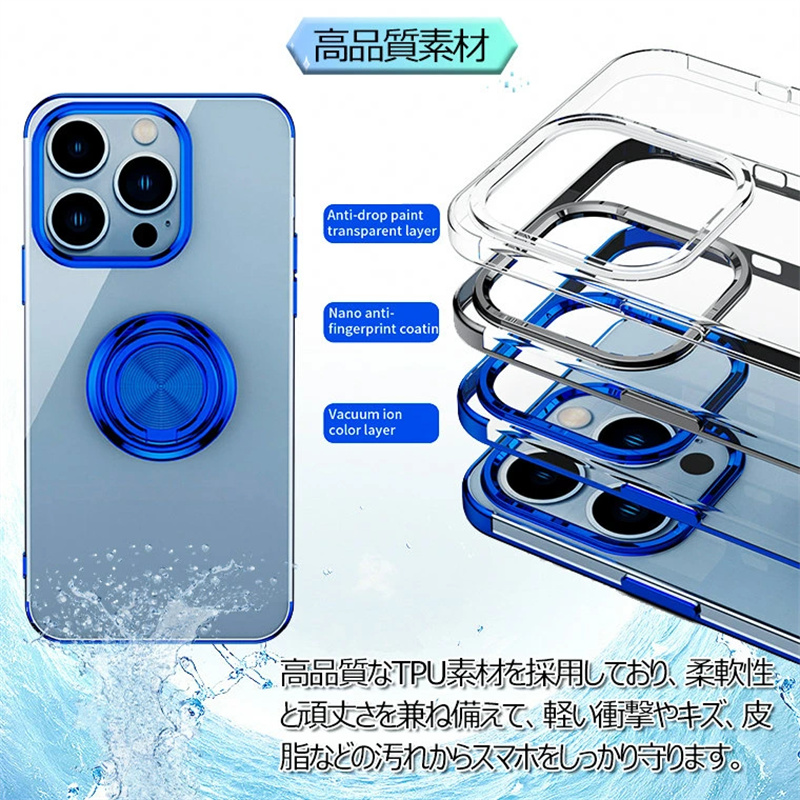 高品質素材
Anti-drop paint
transparent layer
Nano anti-
fingerprint coatin
Vacuum ion
color layer
高品質なTPU素材を採用しており、柔軟性
と頑丈さを兼ね備えて、軽い衝撃やキズ、皮
脂などの汚れからスマホをしっかり守ります。